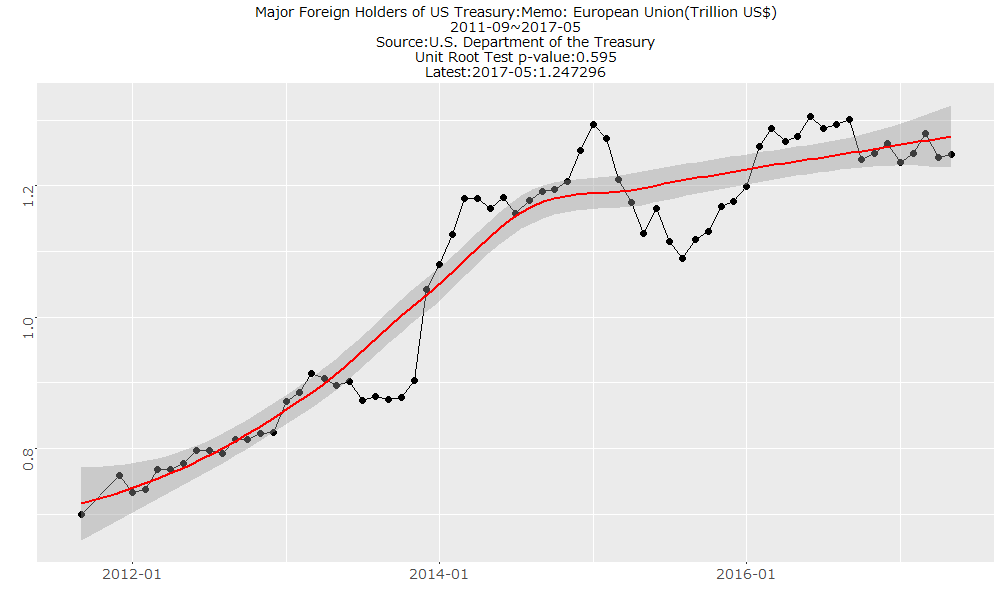 Major Foreign Holders of US Treasury:Memo: European Union(Trillion US$)
2011-09~2017-05
Source:U.S. Department of the Treasury
Unit Root Test p-value:0.595
Latest:2017-05:1.247296
1.2
1.0
0.8
2012-01
2014-01
2016-01